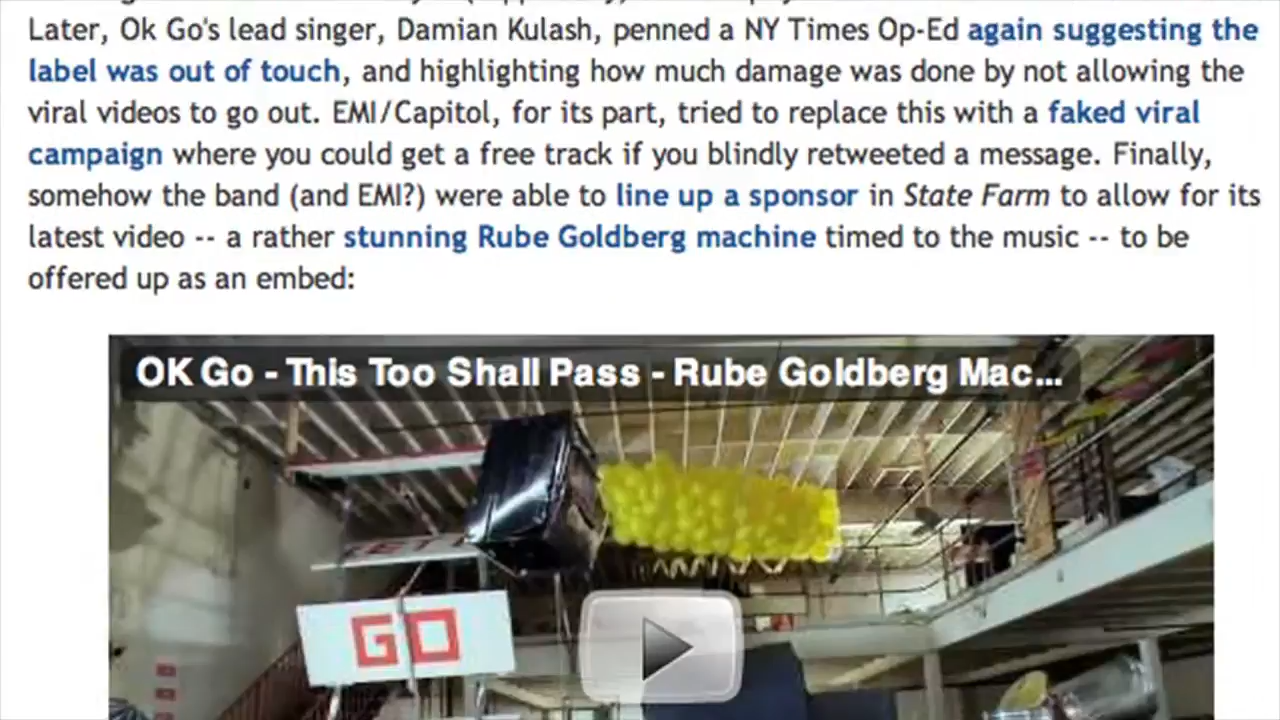 Later, Ok Go's lead singer, Damian Kulash, penned a NY Times Op-Ed again suggesting the
label was out of touch, and highlighting how much damage was done by not allowing the
viral videos to go out. EMI/Capitol, for its part, tried to replace this with a faked viral
campaign where you could get a free track if you blindly retweeted a message. Finally,
somehow the band (and EMI?) were able to line up a sponsor in State Farm to allow for its
latest video -- a rather stunning Rube Goldberg machine timed to the music -- to be
offered up as an embed:
OK Go - This Too Shall Pass - Rube Goldberg Mac...
GO